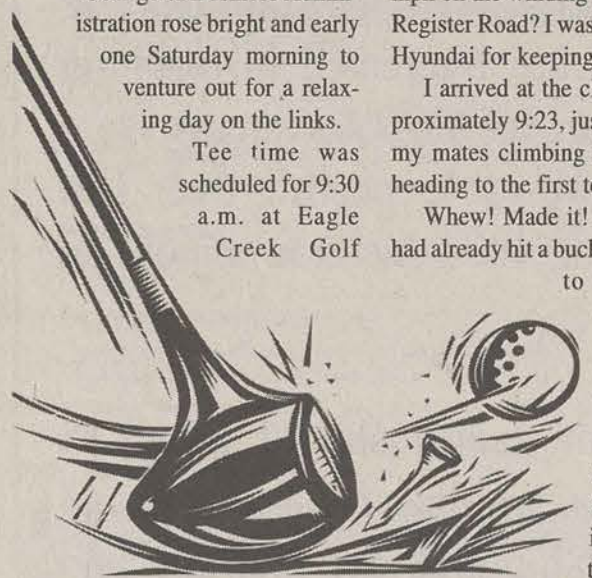 istration rose bright and early
one Saturday morning to
venture out for a relax-
ing day on the links.
Tee time was
scheduled for 9:30
a.m. at Eagle
Creek Golf
Register Road? I was
Hyundai for keeping
I arrived at the c
proximately 9:23, jus
my mates climbing
heading to the first t
Whew! Made it!
had already hit a buc
to